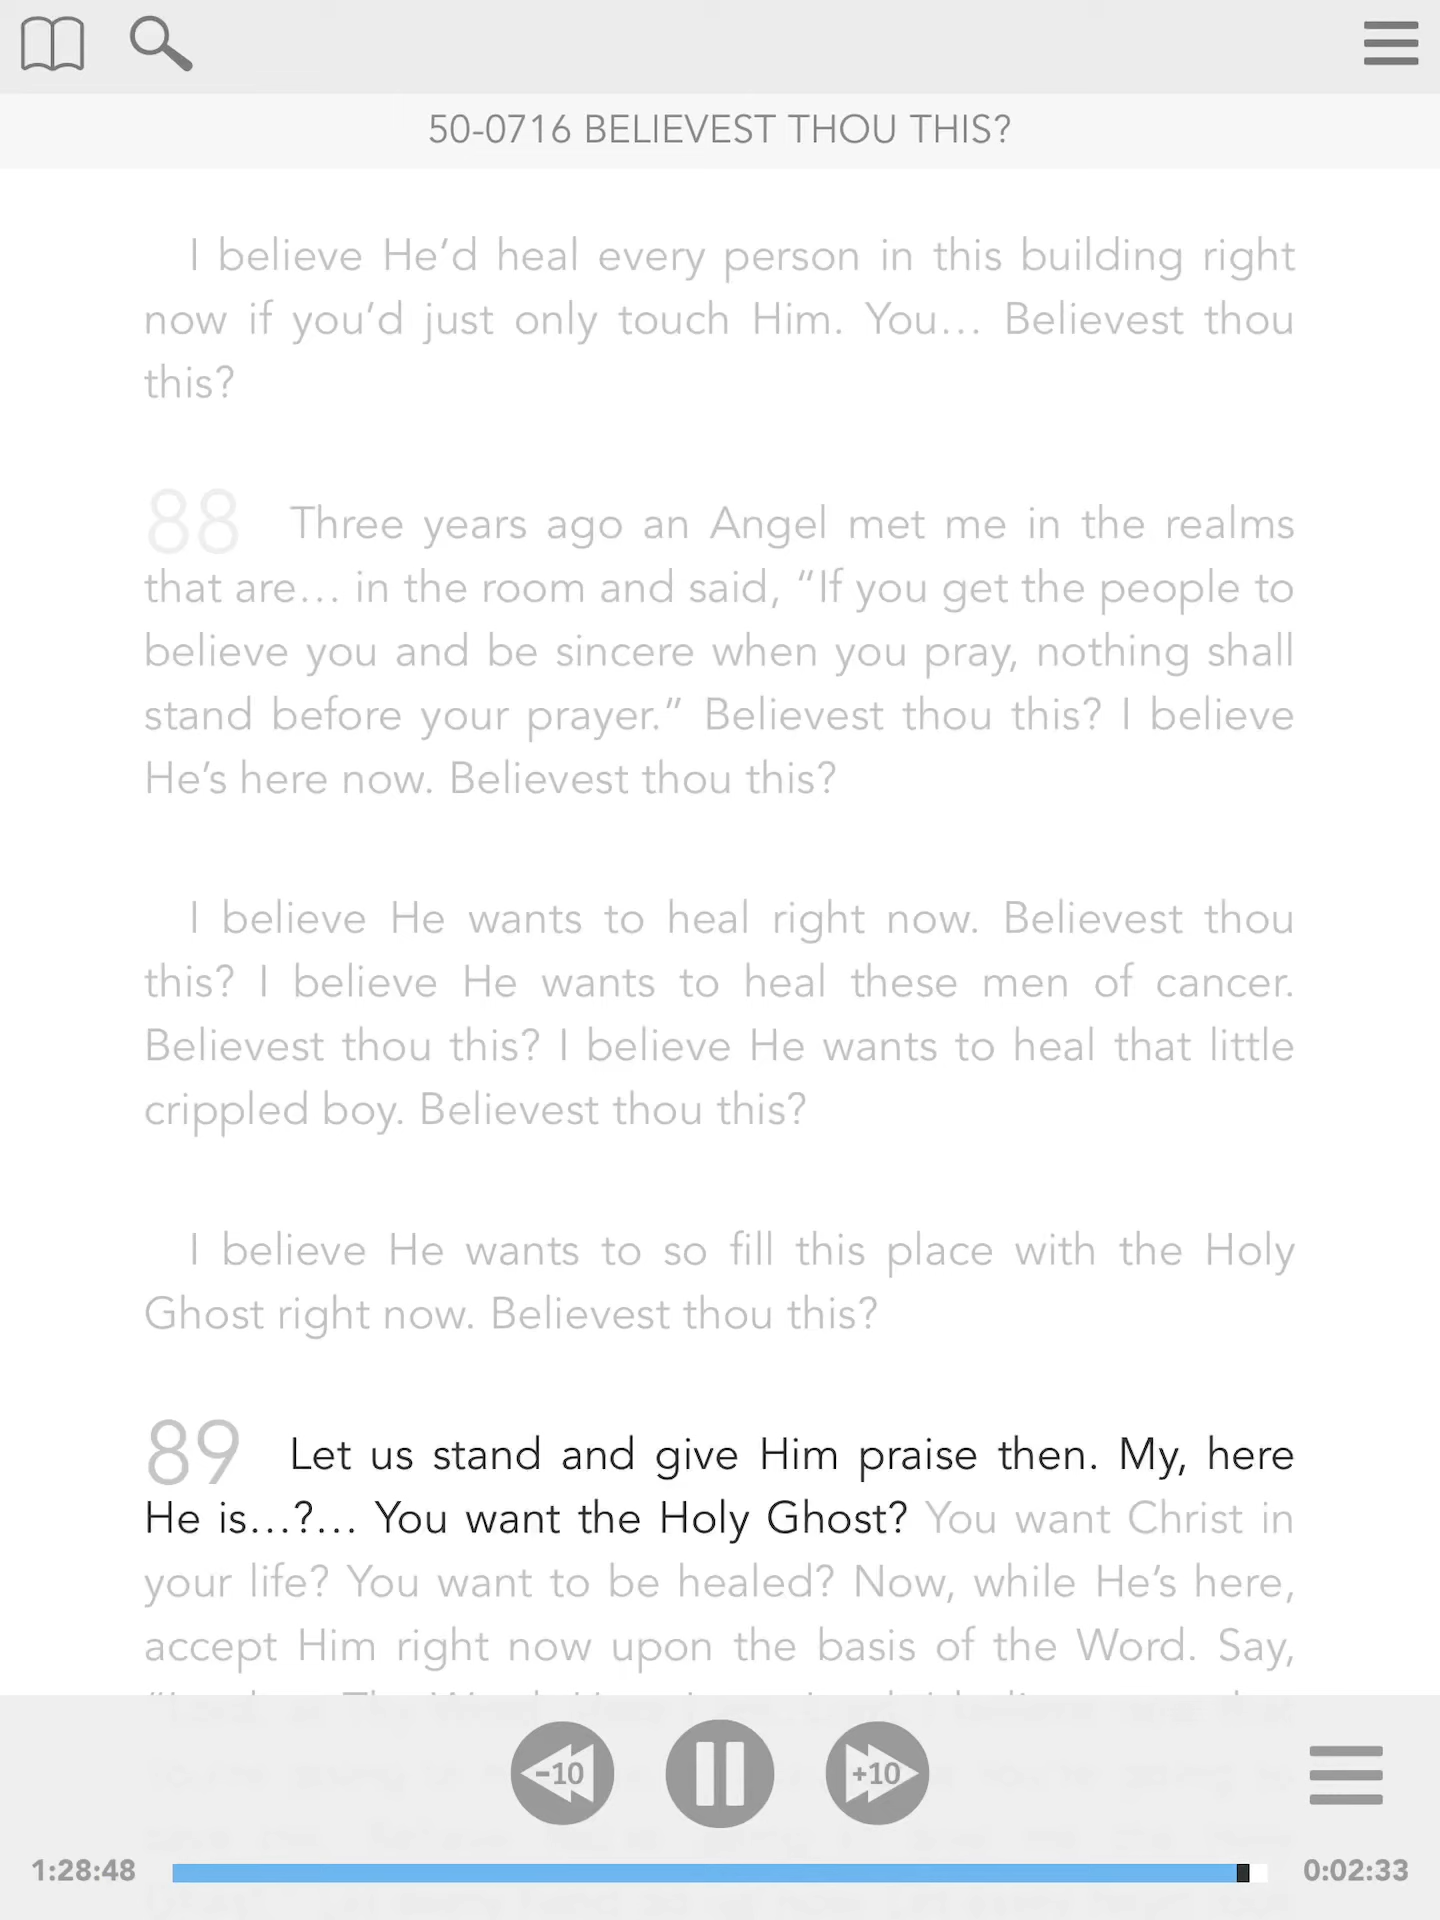 50-0716 BELIEVEST THOU THIS?
I believe He’d heal every person in this building right
now if you’d just only touch Him. You… Believest thou
this?
88 Three years ago an Angel met me in the realms
that are… in the room and said, “If you get the people to
believe you and be sincere when you pray, nothing shall
stand before your prayer.” Believest thou this? I believe
He’s here now. Believest thou this?
I believe He wants to heal right now. Believest thou
this? I believe He wants to heal these men of cancer.
Believest thou this? I believe He wants to heal that little
crippled boy. Believest thou this?
I believe He wants to so fill this place with the Holy
Ghost right now. Believest thou this?
89 Let us stand and give Him praise then. My, here
He is…?… You want the Holy Ghost? You want Christ in
your life? You want to be healed? Now, while He’s here,
accept Him right now upon the basis of the Word. Say,
-10 +10
1:28:48 0:02:33